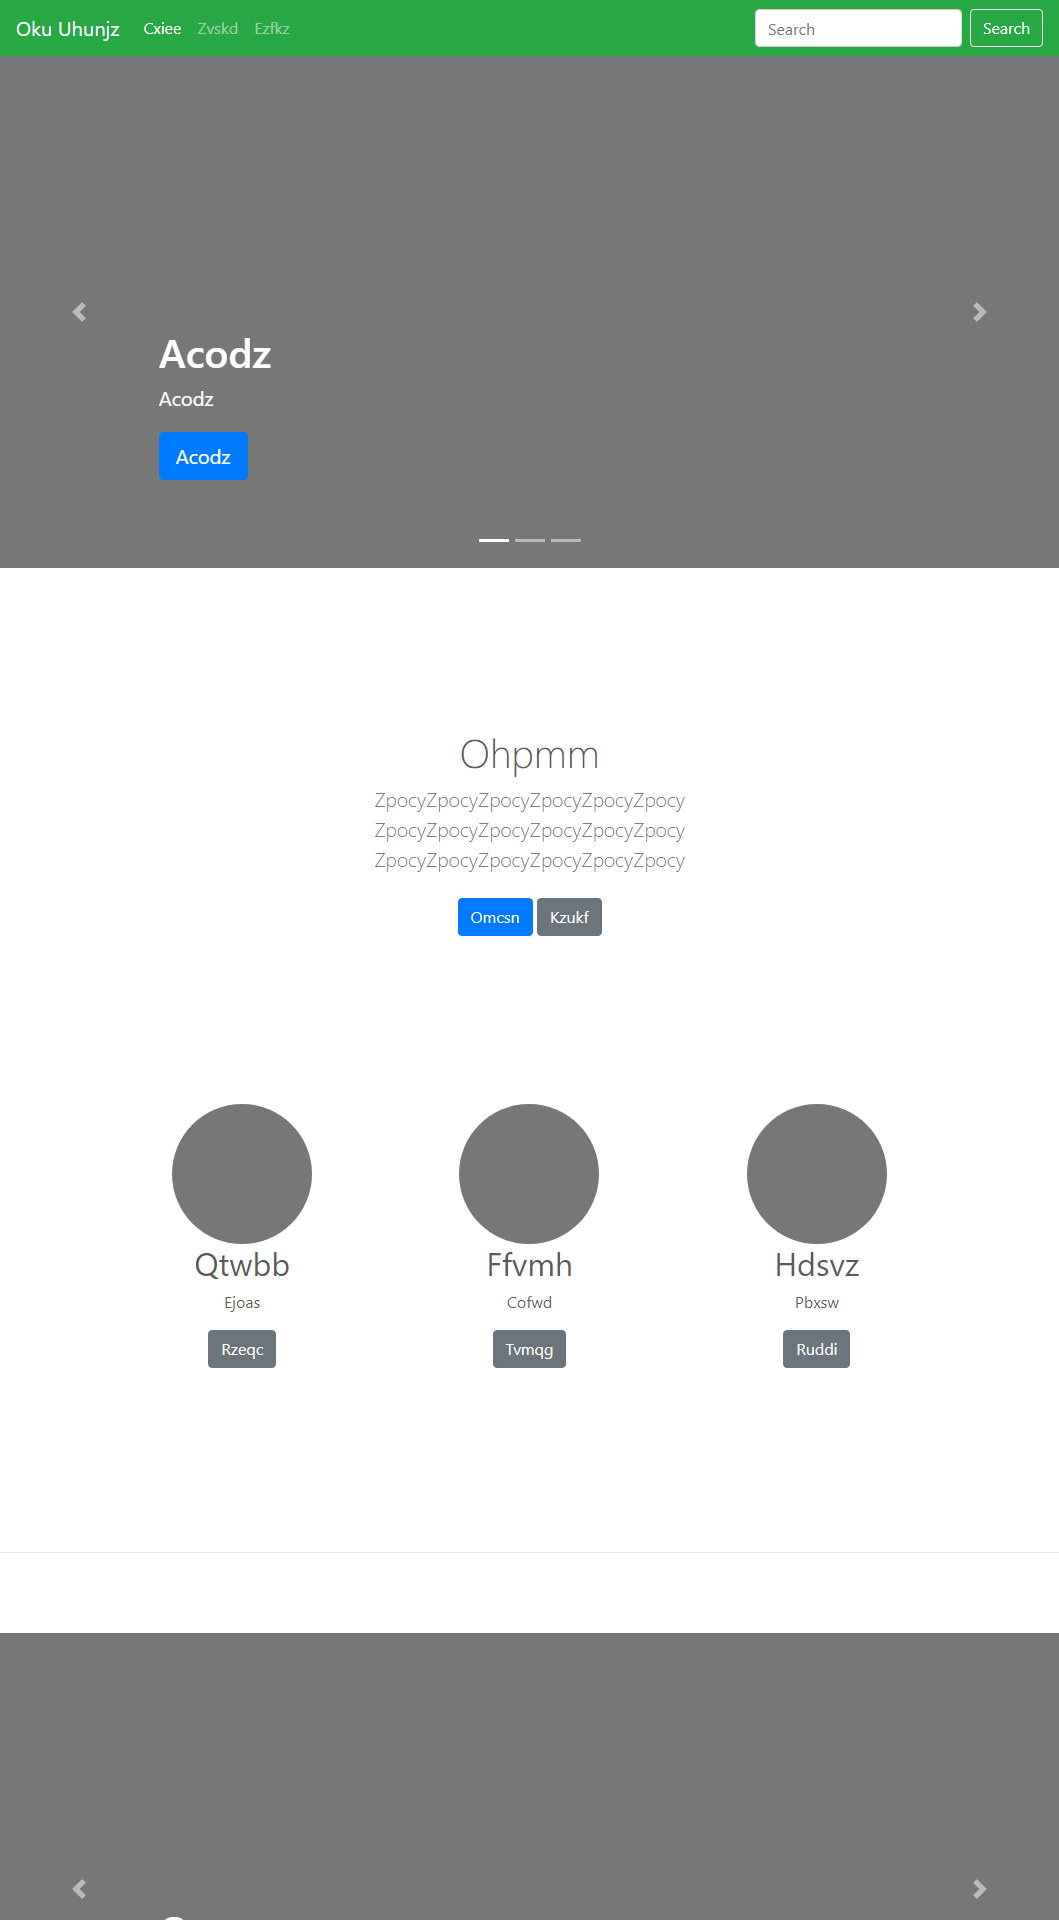 Oku Uhunjz Cxiee Zvskd Ezfkz Search Search
Acodz
Acodz
Acodz
Ohpmm
ZpocyZpocyZpocyZpocyZpocyZpocy
ZpocyZpocyZpocyZpocyZpocyZpocy
ZpocyZpocyZpocyZpocyZpocyZpocy
Omcsn Kzukf
Qtwbb Ffvmh Hdsvz
Ejoas Cofwd Pbxsw
Rzeqc Tvmqg Ruddi